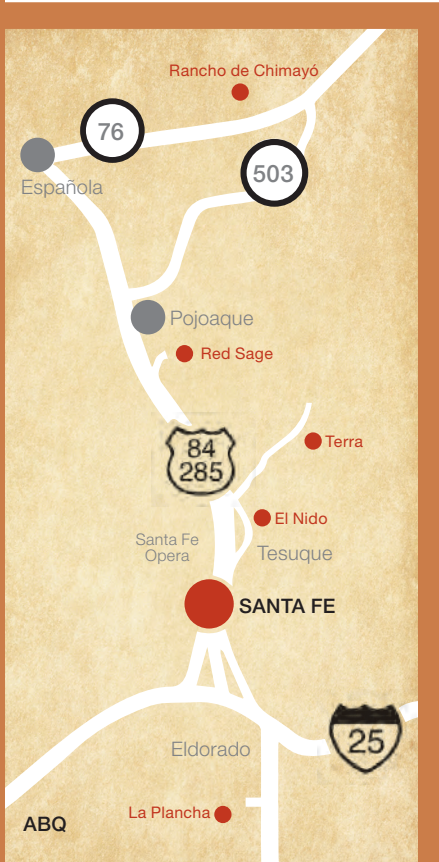 Rancho de Chimayó
76
503
Española
Pojoaque
Red Sage
84
285
Terra
El Nido
Santa Fe
Opera
Tesuque
SANTA FE
25
Eldorado
La Plancha
ABQ